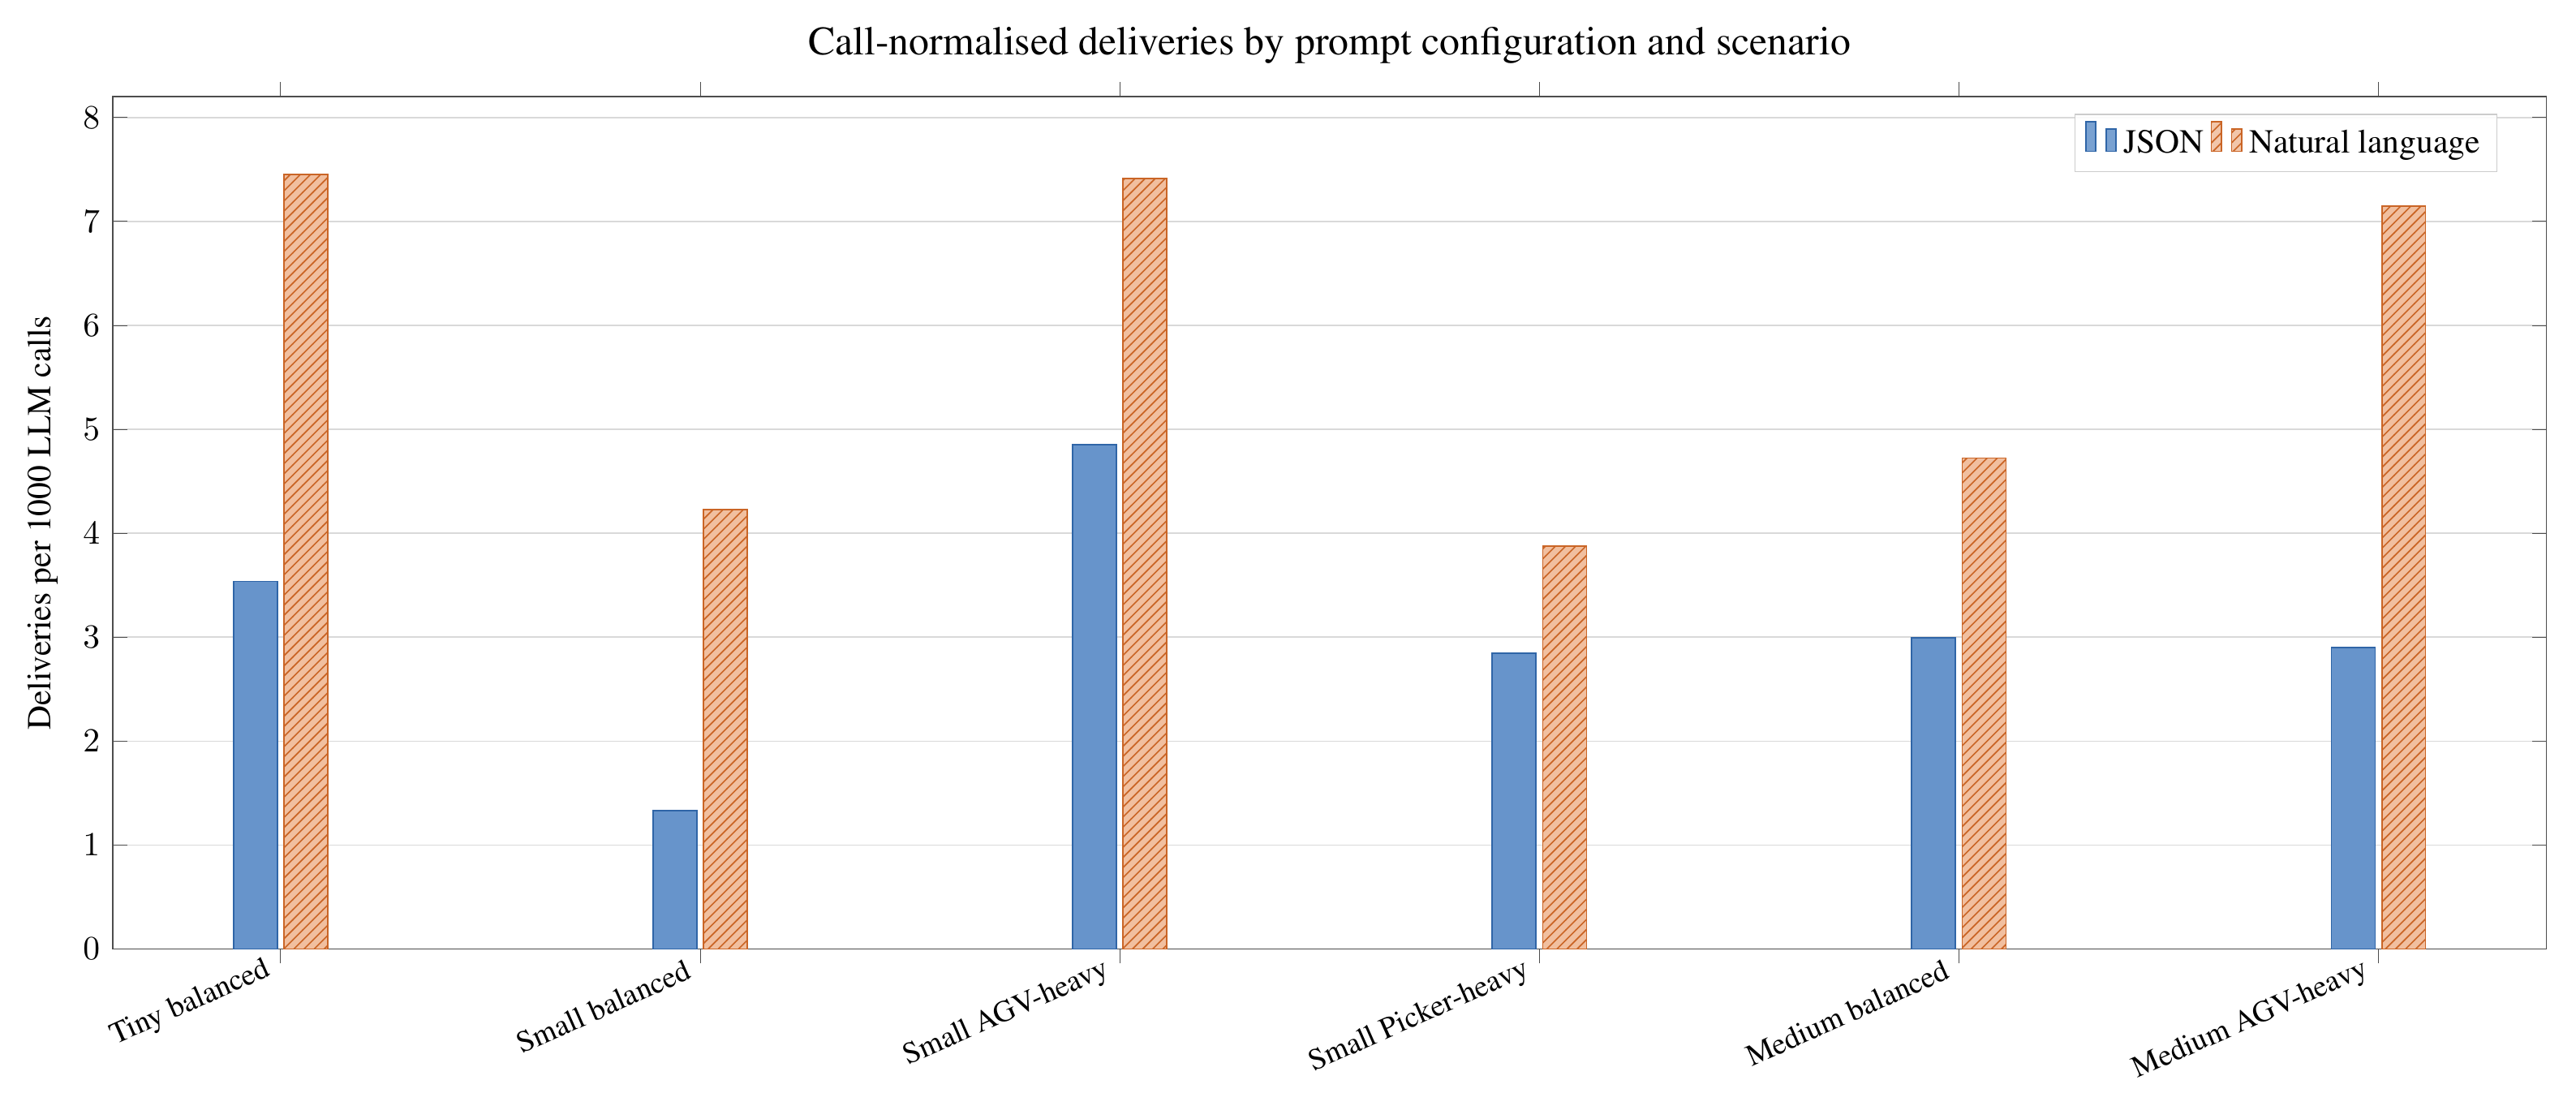 Call-normalised deliveries by prompt configuration and scenario
JSON Natural language
Deliveries per 1000 LLM calls
8
7
6
5
4
3
2
1
0
Tiny balanced
Small balanced
Small AGV-heavy
Small Picker-heavy
Medium balanced
Medium AGV-heavy